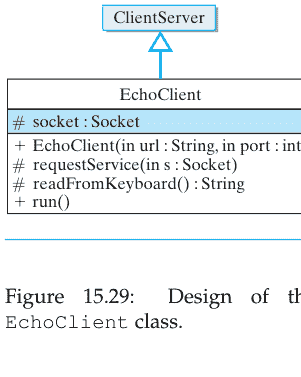 ClientServer
EchoClient
# socket : Socket
+ EchoClient(in url : String, in port : int
# requestService(in s : Socket)
# readFromKeyboard() : String
+ run()
Figure 15.29: Design of th
EchoClient class.